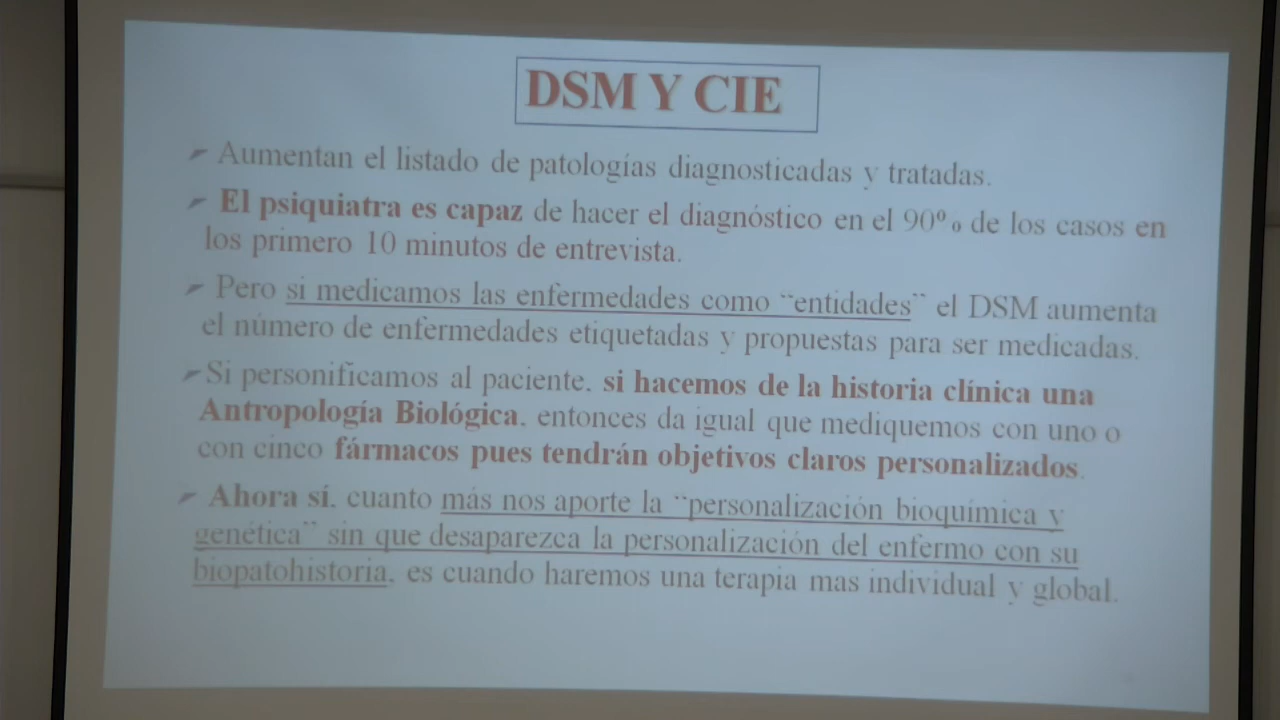 DSM Y CIE
Aumentan el listado de patologías diagnosticadas y tratadas.
El psiquiatra es capaz de hacer el diagnóstico en el 90% de los casos en
los primero 10 minutos de entrevista.
Pero si medicamos las enfermedades como ¨entidades¨ el DSM aumenta
el número de enfermedades etiquetadas y propuestas para ser medicadas.
Si personificamos al paciente, si hacemos de la historia clínica una
Antropología Biológica, entonces da igual que mediquemos con uno o
con cinco fármacos pues tendrán objetivos claros personalizados.
Ahora sí, cuanto más nos aporte la ¨personalización bioquímica y
genética¨ sin que desaparezca la personalización del enfermo con su
biopatohistoria, es cuando haremos una terapia mas individual y global.